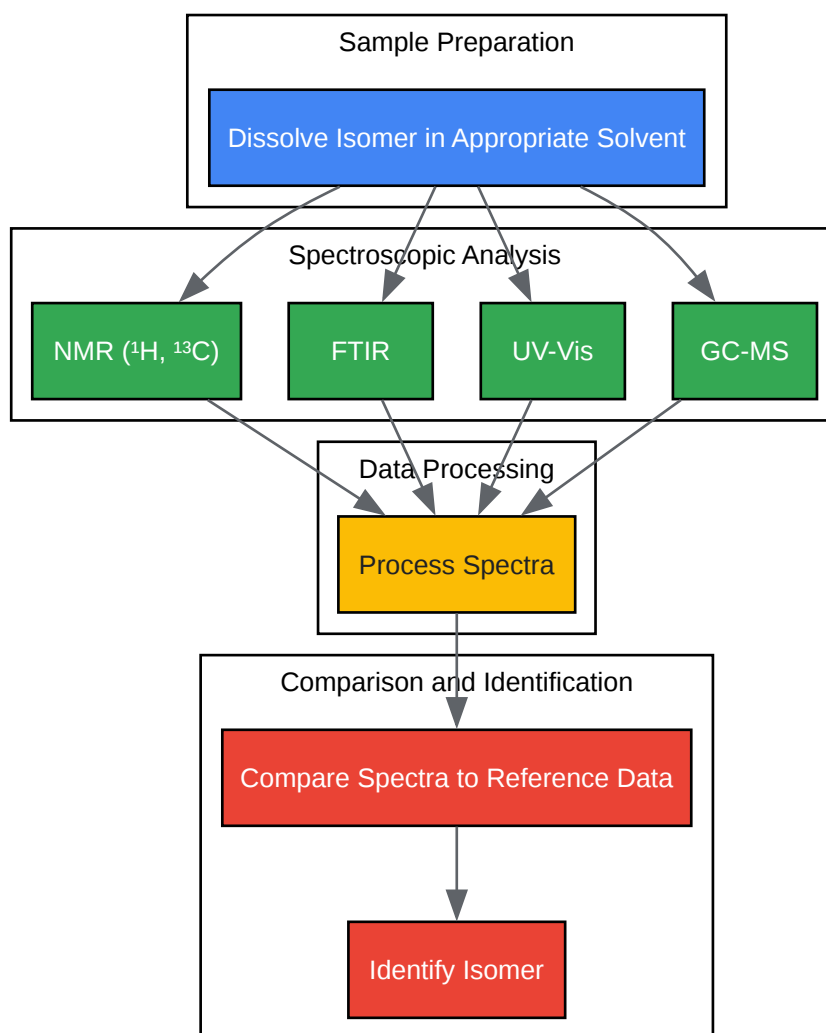 Sample Preparation
Dissolve Isomer in Appropriate Solvent
Spectroscopic Analysis
NMR (¹H, ¹³C)
FTIR
UV-Vis
GC-MS
Data Processing
Process Spectra
Comparison and Identification
Compare Spectra to Reference Data
Identify Isomer